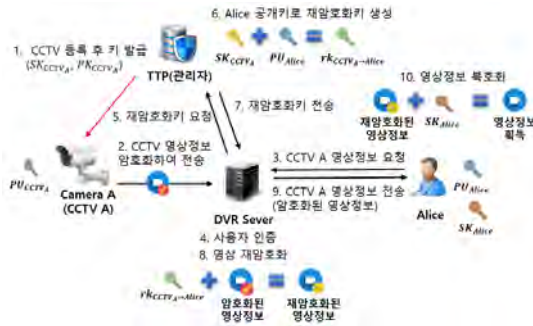 6. Alice 공개키로 재암호화키 생성
SK_CCTV_A PU_Alice rk_CCTV_A→Alice
1. CCTV 등록 후 키 발급
(SK_CCTV_A, PK_CCTV_A)
TTP(관리자)
10. 영상정보 복호화
재암호화된
영상정보
SK_Alice
영상정보
획득
5. 재암호화키 요청
7. 재암호화키 전송
2. CCTV 영상정보
암호화하여 전송
PU_CCTV_A
Camera A
(CCTV A)
DVR Sever
3. CCTV A 영상정보 요청
9. CCTV A 영상정보 전송
(암호화된 영상정보)
Alice
PU_Alice
SK_Alice
4. 사용자 인증
8. 영상 재암호화
rk_CCTV_A→Alice
암호화된
영상정보
재암호화된
영상정보